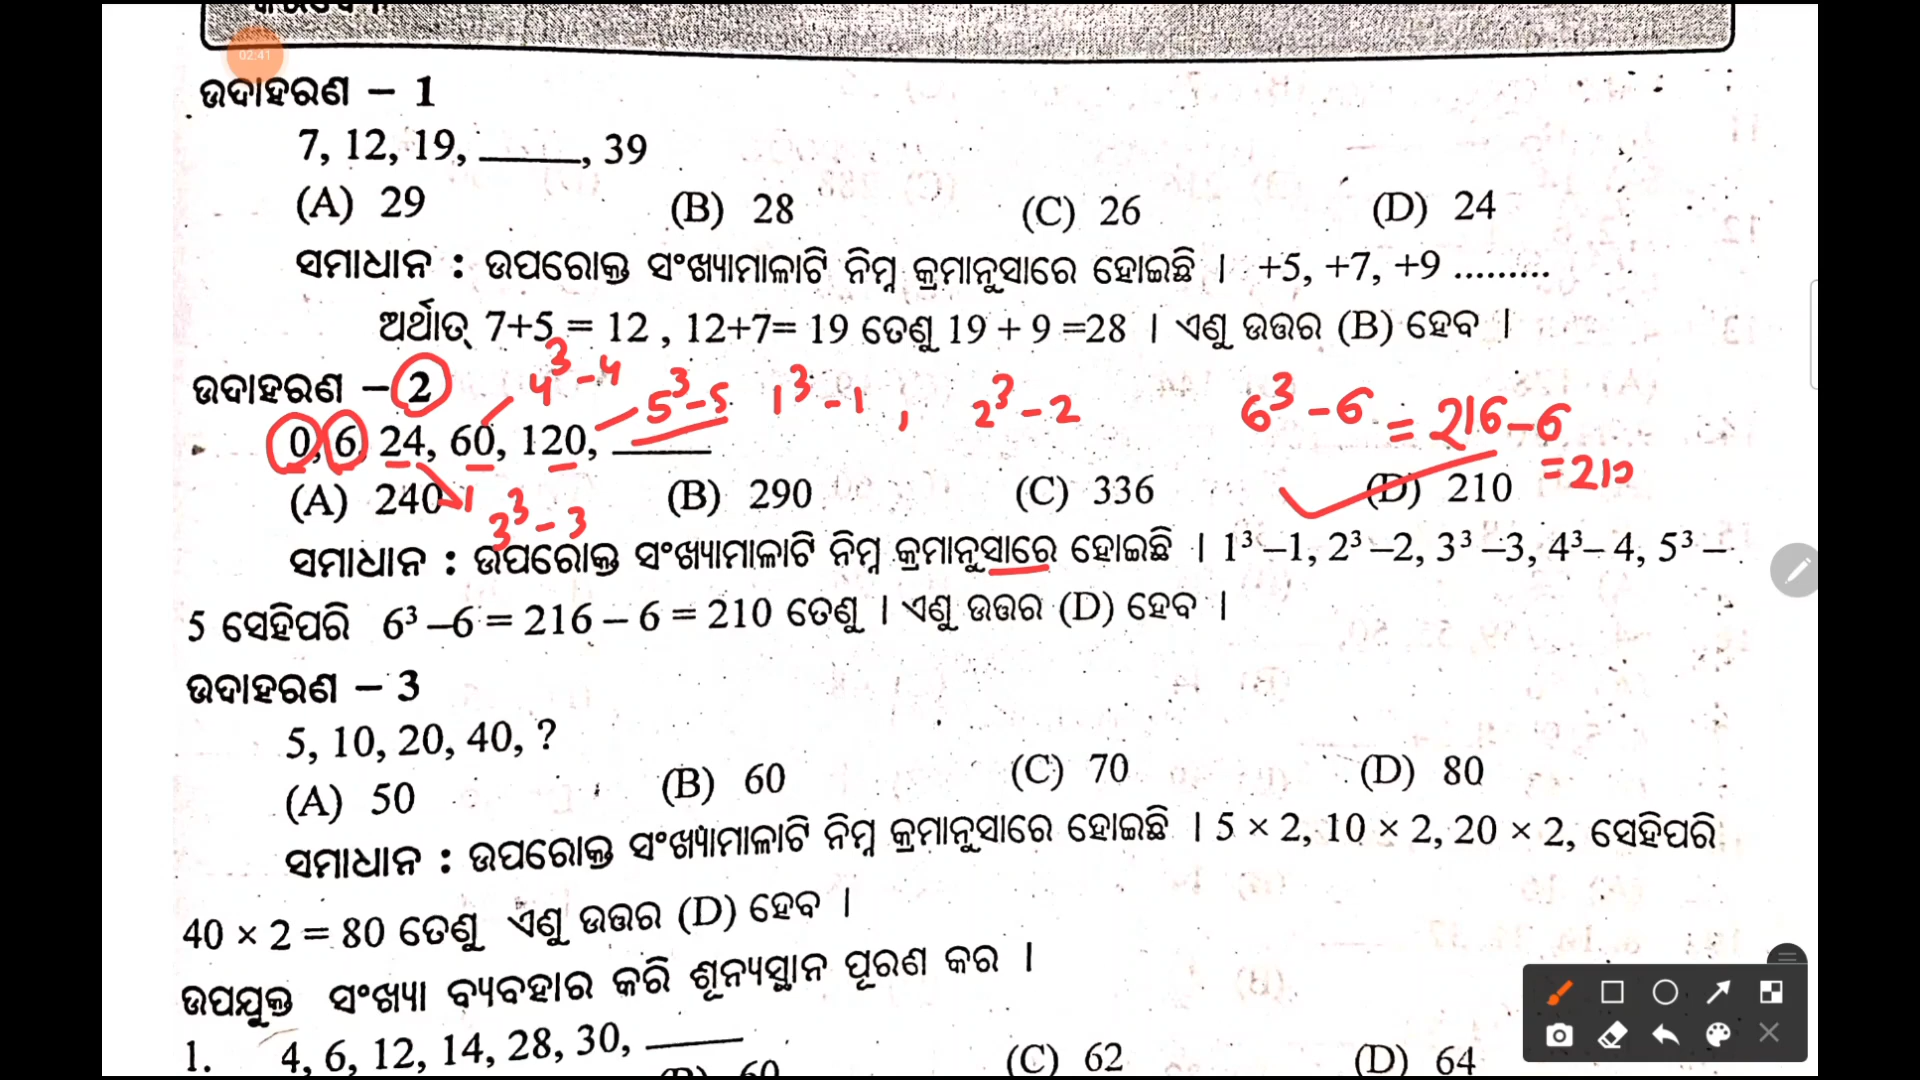 02:41
ଉଦାହରଣ – 1
7, 12, 19, _____, 39
(A) 29 (B) 28 (C) 26 (D) 24
ସମାଧାନ : ଉପରୋକ୍ତ ସଂଖ୍ୟାମାଳାଟି ନିମ୍ନ କ୍ରମାନୁସାରେ ହୋଇଛି । +5, +7, +9 .........
ଅର୍ଥାତ୍ 7+5 = 12 , 12+7= 19 ତେଣୁ 19 + 9 =28 । ଏଣୁ ଉତ୍ତର (B) ହେବ ।
4³-4
ଉଦାହରଣ – 2
5³-5 1³-1 , 2³-2 6³-6 = 216-6
0, 6, 24, 60, 120, _____
=210
(A) 240 (B) 290 (C) 336 (D) 210
3³-3
ସମାଧାନ : ଉପରୋକ୍ତ ସଂଖ୍ୟାମାଳାଟି ନିମ୍ନ କ୍ରମାନୁସାରେ ହୋଇଛି । 1³–1, 2³–2, 3³–3, 4³–4, 5³–
5 ସେହିପରି 6³–6 = 216 – 6 = 210 ତେଣୁ । ଏଣୁ ଉତ୍ତର (D) ହେବ ।
ଉଦାହରଣ – 3
5, 10, 20, 40, ?
(A) 50 (B) 60 (C) 70 (D) 80
ସମାଧାନ : ଉପରୋକ୍ତ ସଂଖ୍ୟାମାଳାଟି ନିମ୍ନ କ୍ରମାନୁସାରେ ହୋଇଛି । 5 × 2, 10 × 2, 20 × 2, ସେହିପରି
40 × 2 = 80 ତେଣୁ ଏଣୁ ଉତ୍ତର (D) ହେବ ।
ଉପଯୁକ୍ତ ସଂଖ୍ୟା ବ୍ୟବହାର କରି ଶୂନ୍ୟସ୍ଥାନ ପୂରଣ କର ।
1. 4, 6, 12, 14, 28, 30, _____
(B) 60 (C) 62 (D) 64